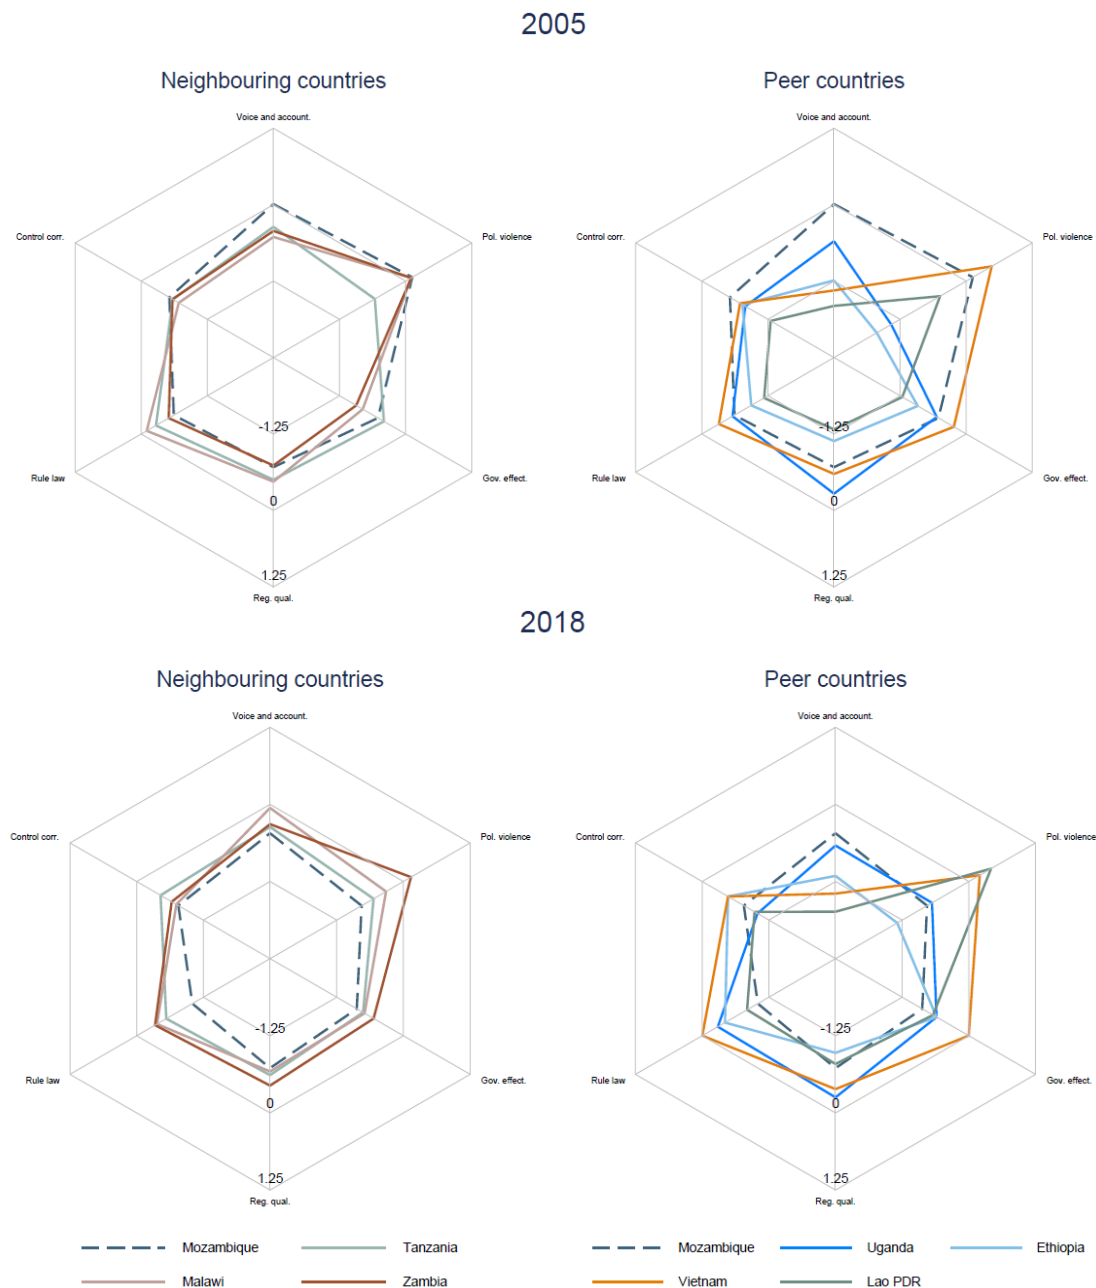 2005
Neighbouring countries
Peer countries
Voice and account.
Voice and account.
Control corr.
Pol. violence
Control corr.
Pol. violence
-1.25
-1.25
Rule law
Gov. effect.
Rule law
Gov. effect.
0
0
1.25
1.25
Reg. qual.
Reg. qual.
2018
Neighbouring countries
Peer countries
Voice and account.
Voice and account.
Control corr.
Pol. violence
Control corr.
Pol. violence
-1.25
-1.25
Rule law
Gov. effect.
Rule law
Gov. effect.
0
0
1.25
1.25
Reg. qual.
Reg. qual.
Mozambique
Tanzania
Mozambique
Uganda
Ethiopia
Malawi
Zambia
Vietnam
Lao PDR